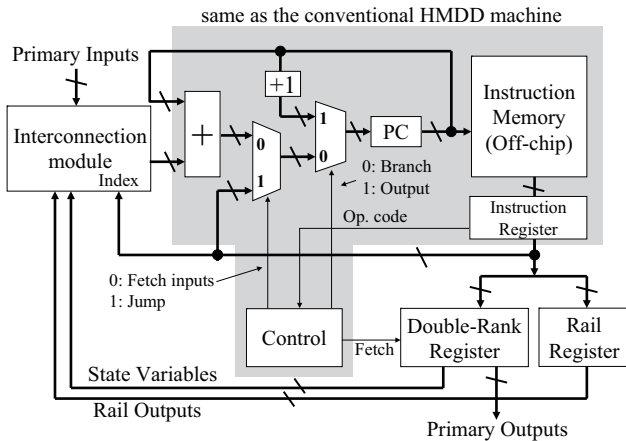 same as the conventional HMDD machine
Primary Inputs
+1
Interconnection
module
Index
+
0
1
1
0
PC
Instruction
Memory
(Off-chip)
0: Branch
1: Output
Op. code
Instruction
Register
0: Fetch inputs
1: Jump
Control
Fetch
Double-Rank
Register
Rail
Register
State Variables
Rail Outputs
Primary Outputs